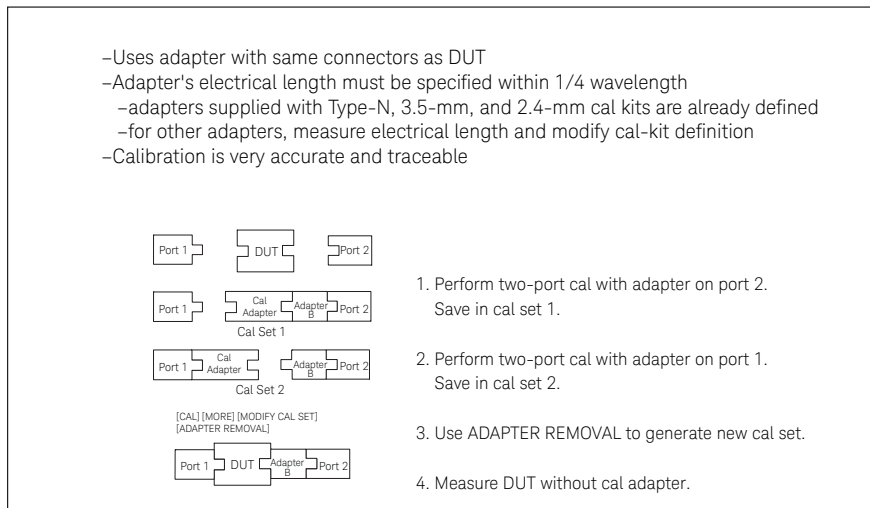 –Uses adapter with same connectors as DUT
–Adapter's electrical length must be specified within 1/4 wavelength
–adapters supplied with Type-N, 3.5-mm, and 2.4-mm cal kits are already defined
–for other adapters, measure electrical length and modify cal-kit definition
–Calibration is very accurate and traceable
Port 1
DUT
Port 2
Port 1
Cal
Adapter
Adapter
B
Port 2
Cal Set 1
Port 1
Cal
Adapter
Adapter
B
Port 2
Cal Set 2
[CAL] [MORE] [MODIFY CAL SET]
[ADAPTER REMOVAL]
Port 1
DUT
Adapter
B
Port 2
1. Perform two-port cal with adapter on port 2.
Save in cal set 1.
2. Perform two-port cal with adapter on port 1.
Save in cal set 2.
3. Use ADAPTER REMOVAL to generate new cal set.
4. Measure DUT without cal adapter.